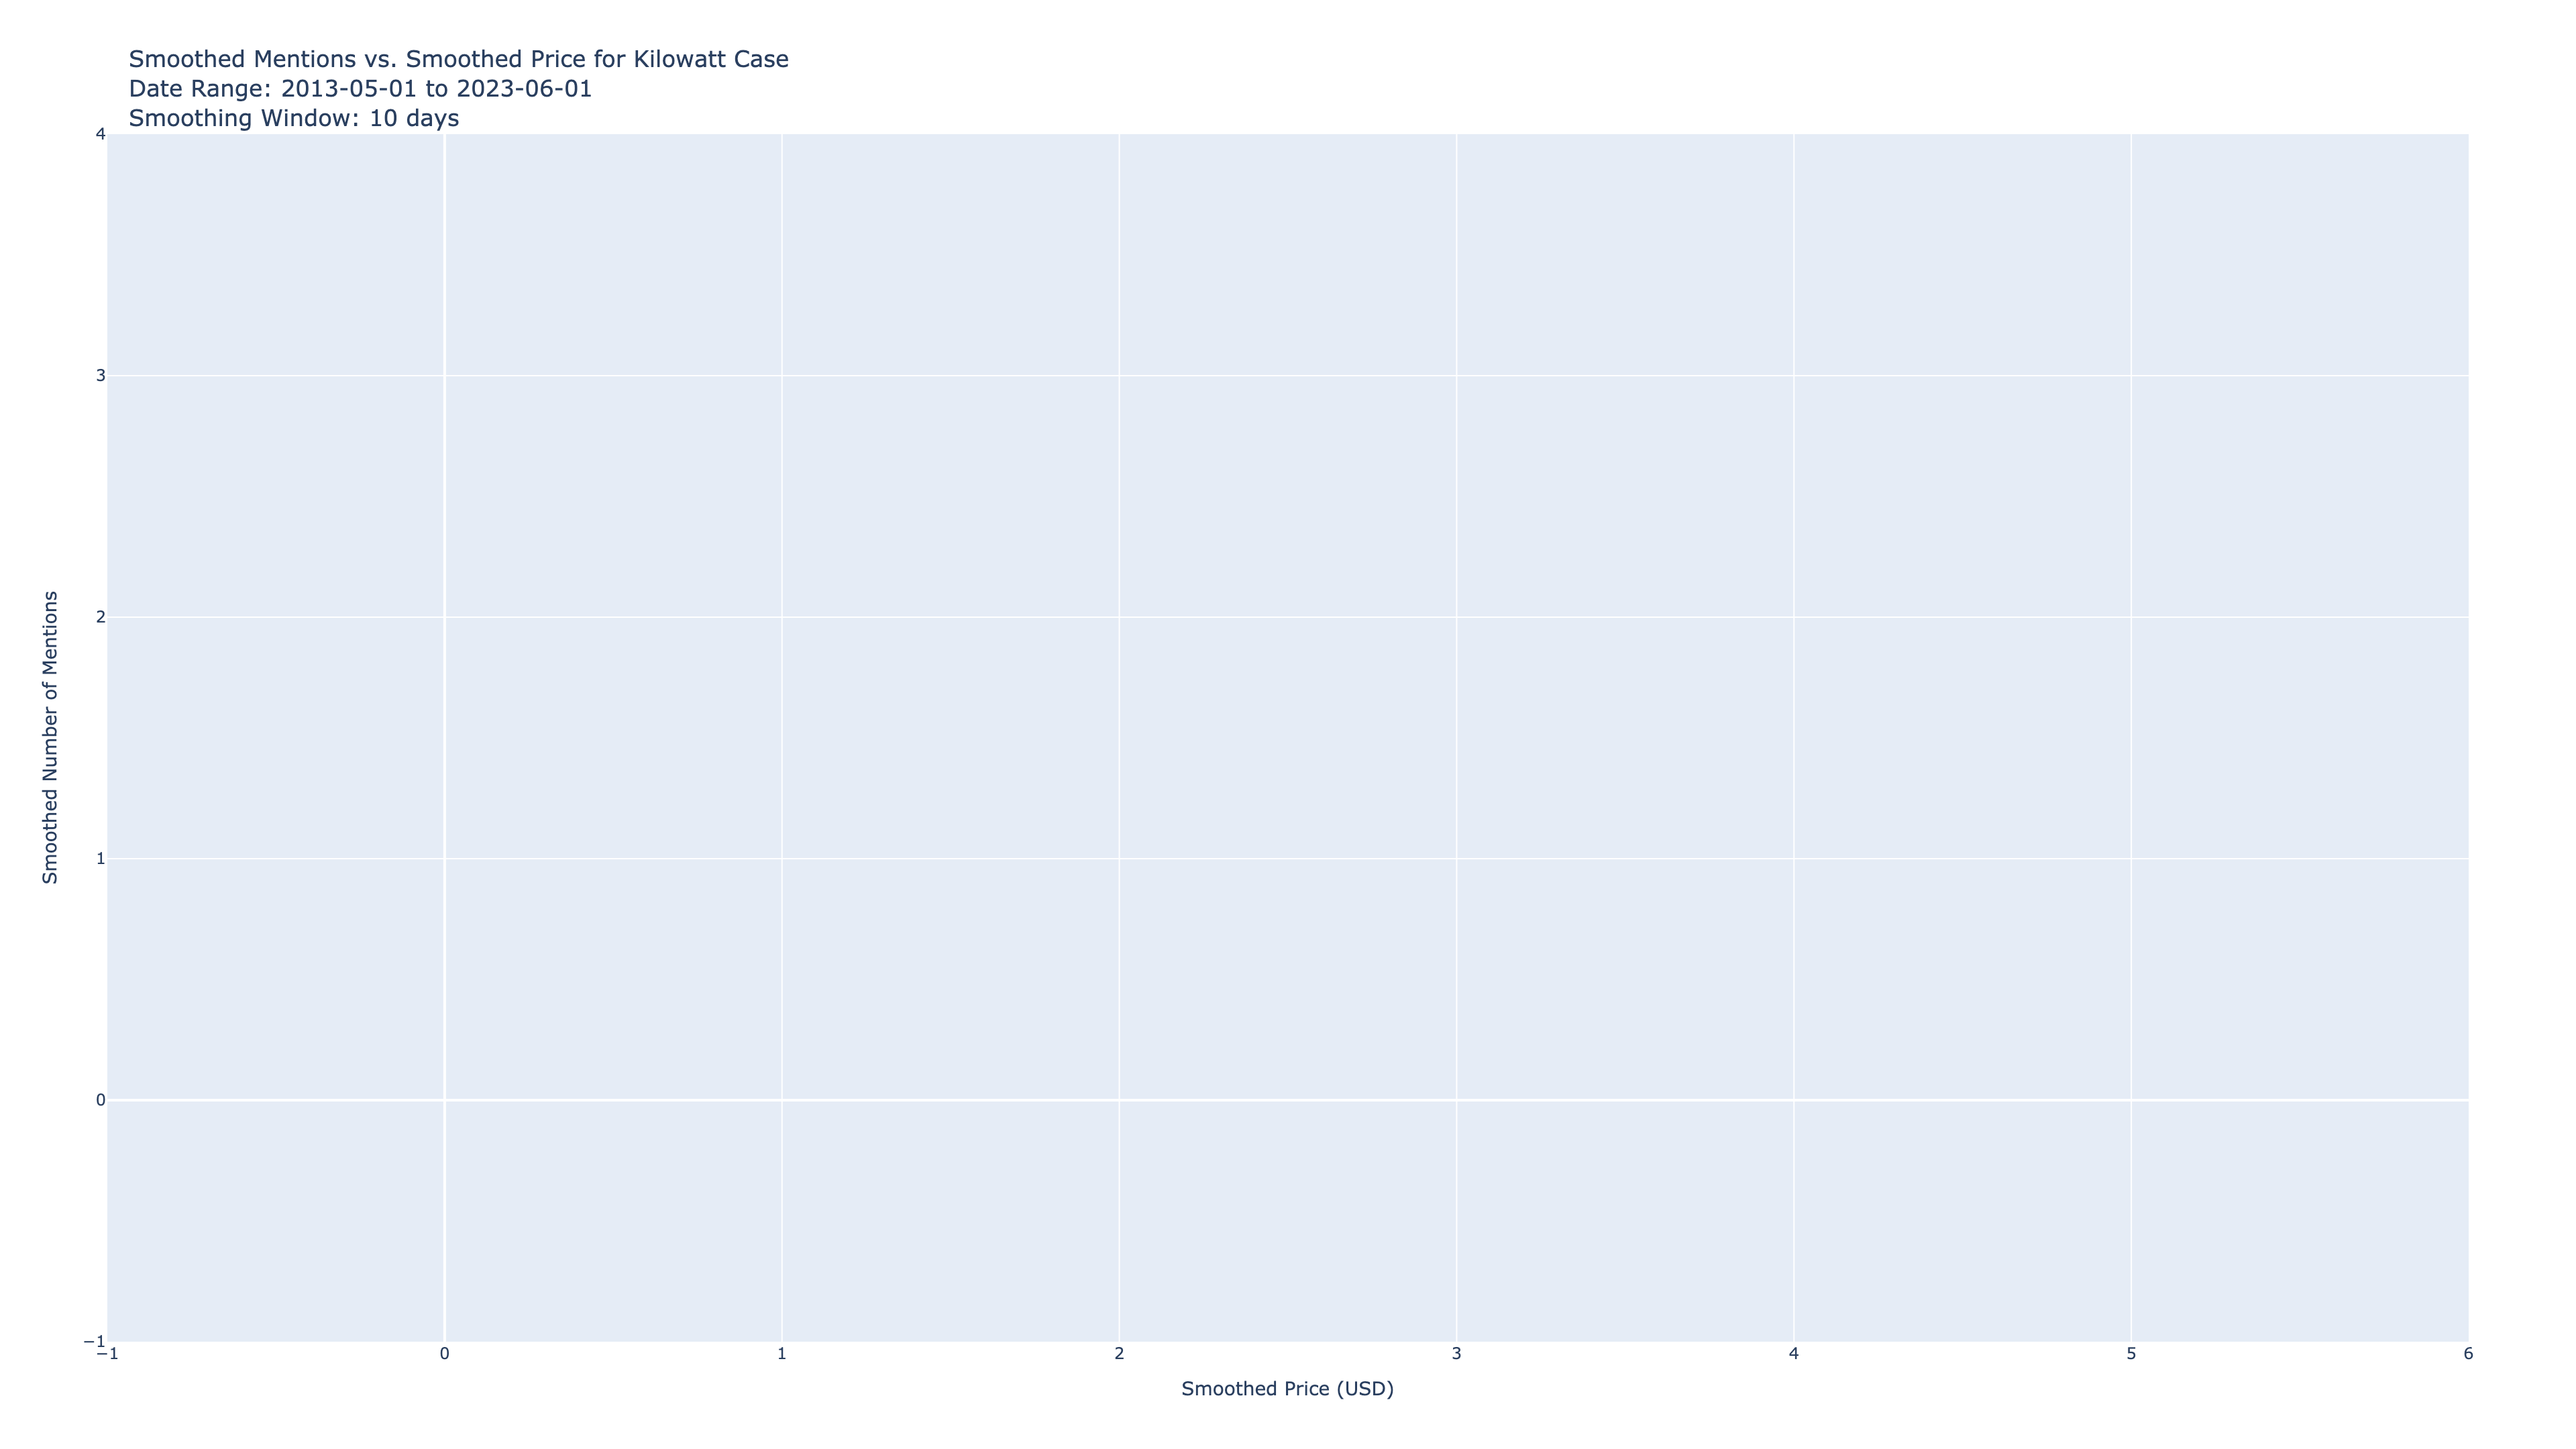 Smoothed Mentions vs. Smoothed Price for Kilowatt Case
Date Range: 2013-05-01 to 2023-06-01
Smoothing Window: 10 days
4
3
2
1
0
−1
Smoothed Number of Mentions
−1 0 1 2 3 4 5 6
Smoothed Price (USD)